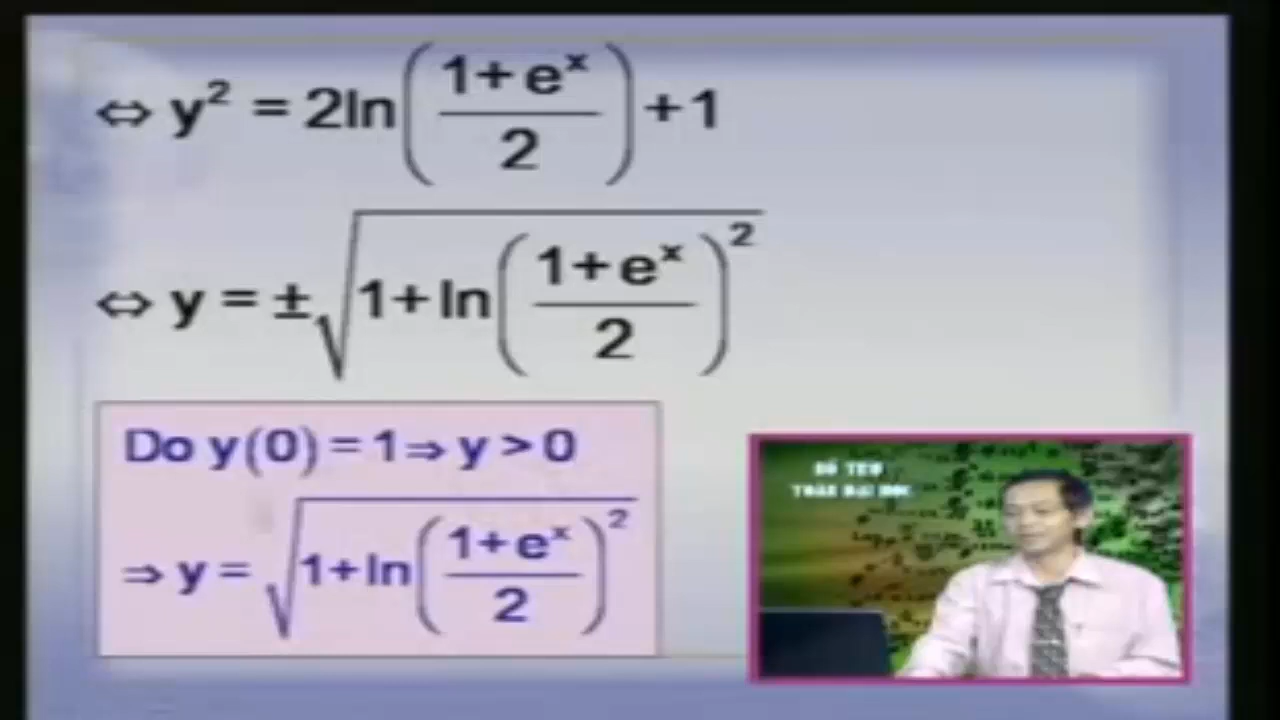 ⇔ y² = 2ln((1+eˣ)/2) +1
⇔ y = ±√(1+ln((1+eˣ)/2)²)
Do y(0) = 1⇒ y > 0
⇒ y = √(1+ln((1+eˣ)/2)²)